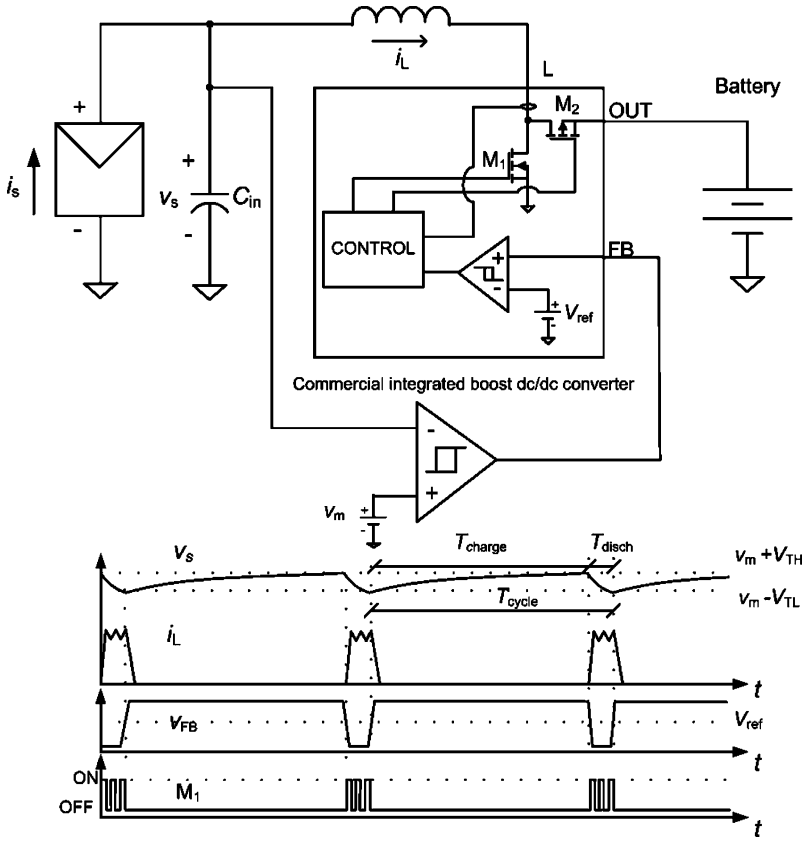 i_L
L
M_2
Battery
+
OUT
M_1
i_s
+
v_s
C_in
-
-
CONTROL
+
-
FB
+
-
V_ref
Commercial integrated boost dc/dc converter
-
+
v_m
+
-
v_s
T_charge
T_disch
v_m +V_TH
T_cycle
v_m -V_TL
i_L
t
v_FB
V_ref
t
ON
M_1
OFF
t